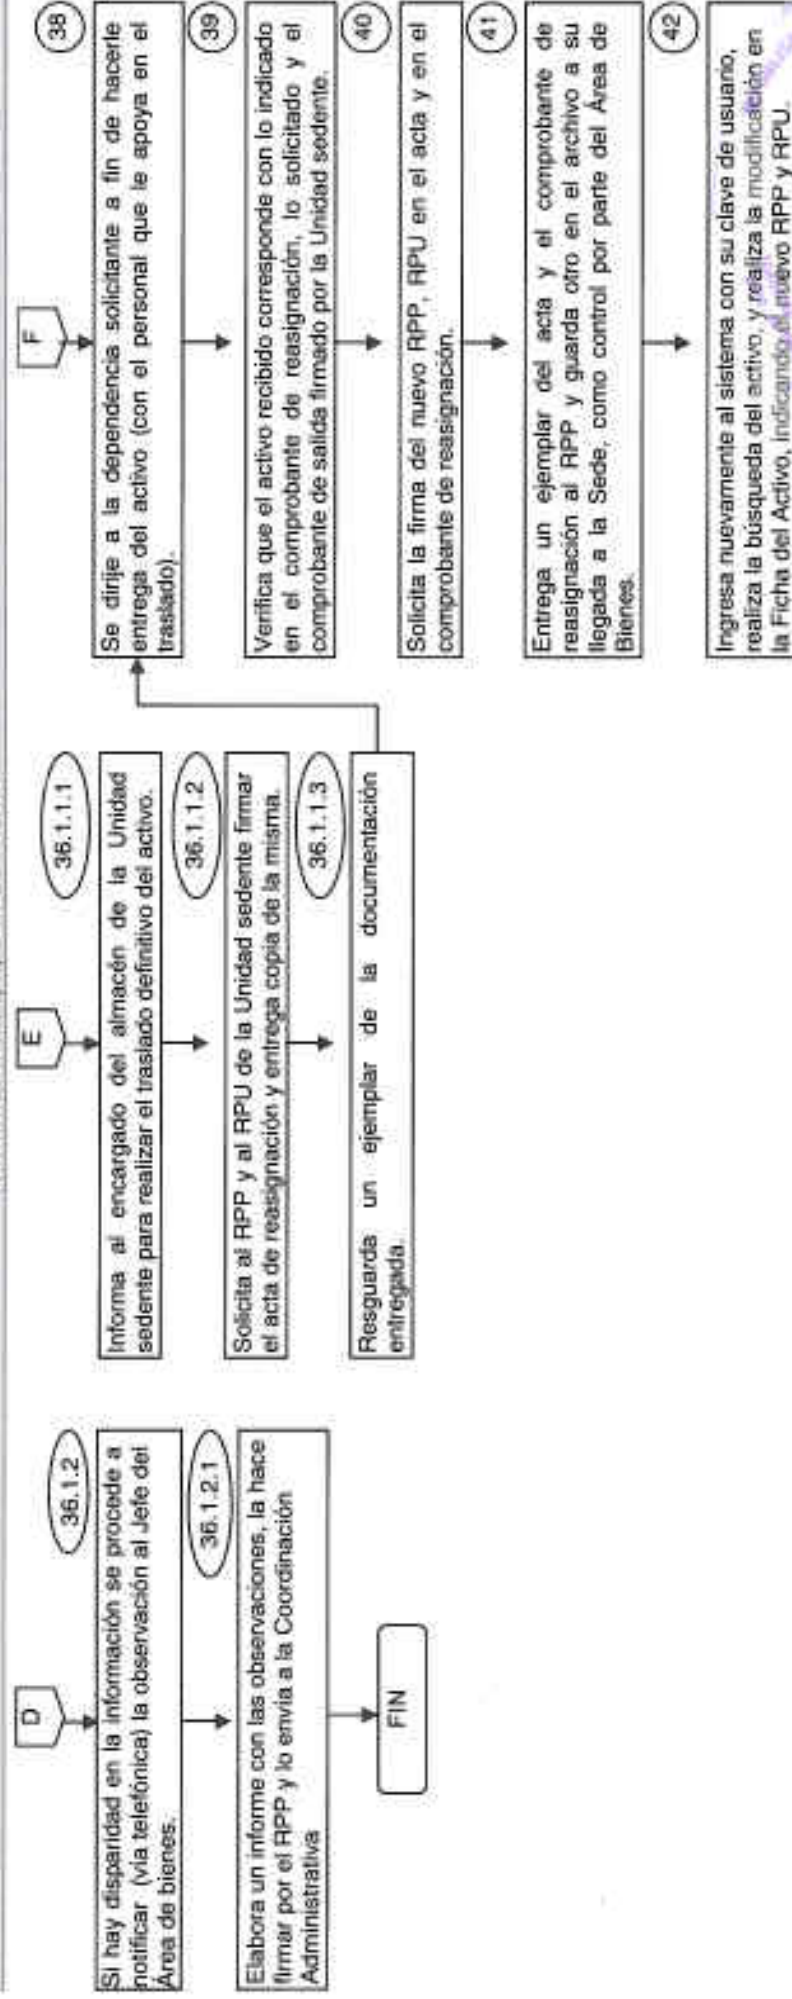 D
36.1.2
Si hay disparidad en la información se procede a
notificar (vía telefónica) la observación al Jefe del
Área de bienes.
36.1.2.1
Elabora un informe con las observaciones, la hace
firmar por el RPP y lo envía a la Coordinación
Administrativa
FIN
E
36.1.1.1
Informa al encargado del almacén de la Unidad
sedente para realizar el traslado definitivo del activo.
36.1.1.2
Solicita al RPP y al RPU de la Unidad sedente firmar
el acta de reasignación y entrega copia de la misma.
36.1.1.3
Resguarda un ejemplar de la documentación
entregada.
F
38
Se dirije a la dependencia solicitante a fin de hacerle
entrega del activo (con el personal que le apoya en el
traslado).
39
Verifica que el activo recibido corresponde con lo indicado
en el comprobante de reasignación, lo solicitado y el
comprobante de salida firmado por la Unidad sedente.
40
Solicita la firma del nuevo RPP, RPU en el acta y en el
comprobante de reasignación.
41
Entrega un ejemplar del acta y el comprobante de
reasignación al RPP y guarda otro en el archivo a su
llegada a la Sede, como control por parte del Área de
Bienes.
42
Ingresa nuevamente al sistema con su clave de usuario,
realiza la búsqueda del activo, y realiza la modificación en
la Ficha del Activo, indicando el nuevo RPP y RPU.